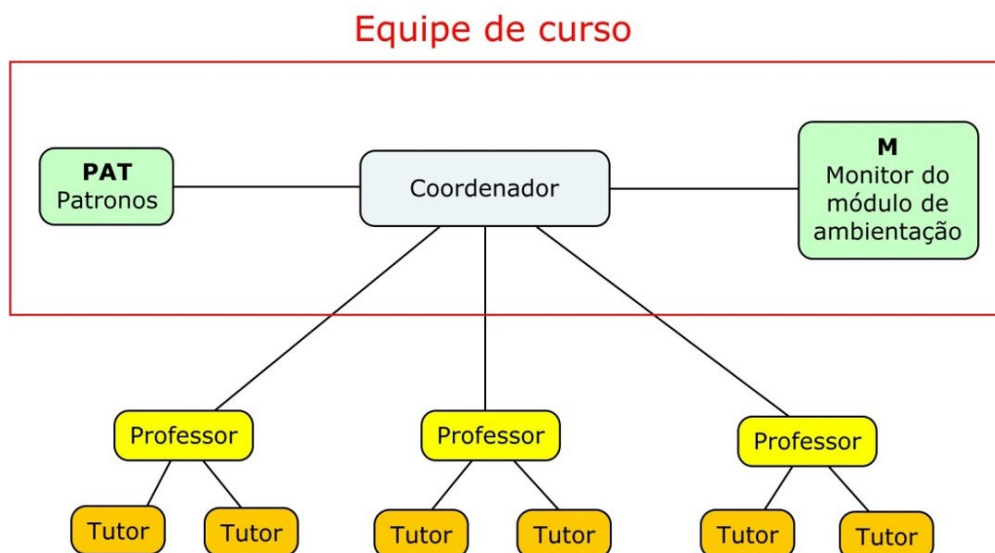 Equipe de curso
PAT
Patronos
Coordenador
M
Monitor do
módulo de
ambientação
Professor
Professor
Professor
Tutor
Tutor
Tutor
Tutor
Tutor
Tutor